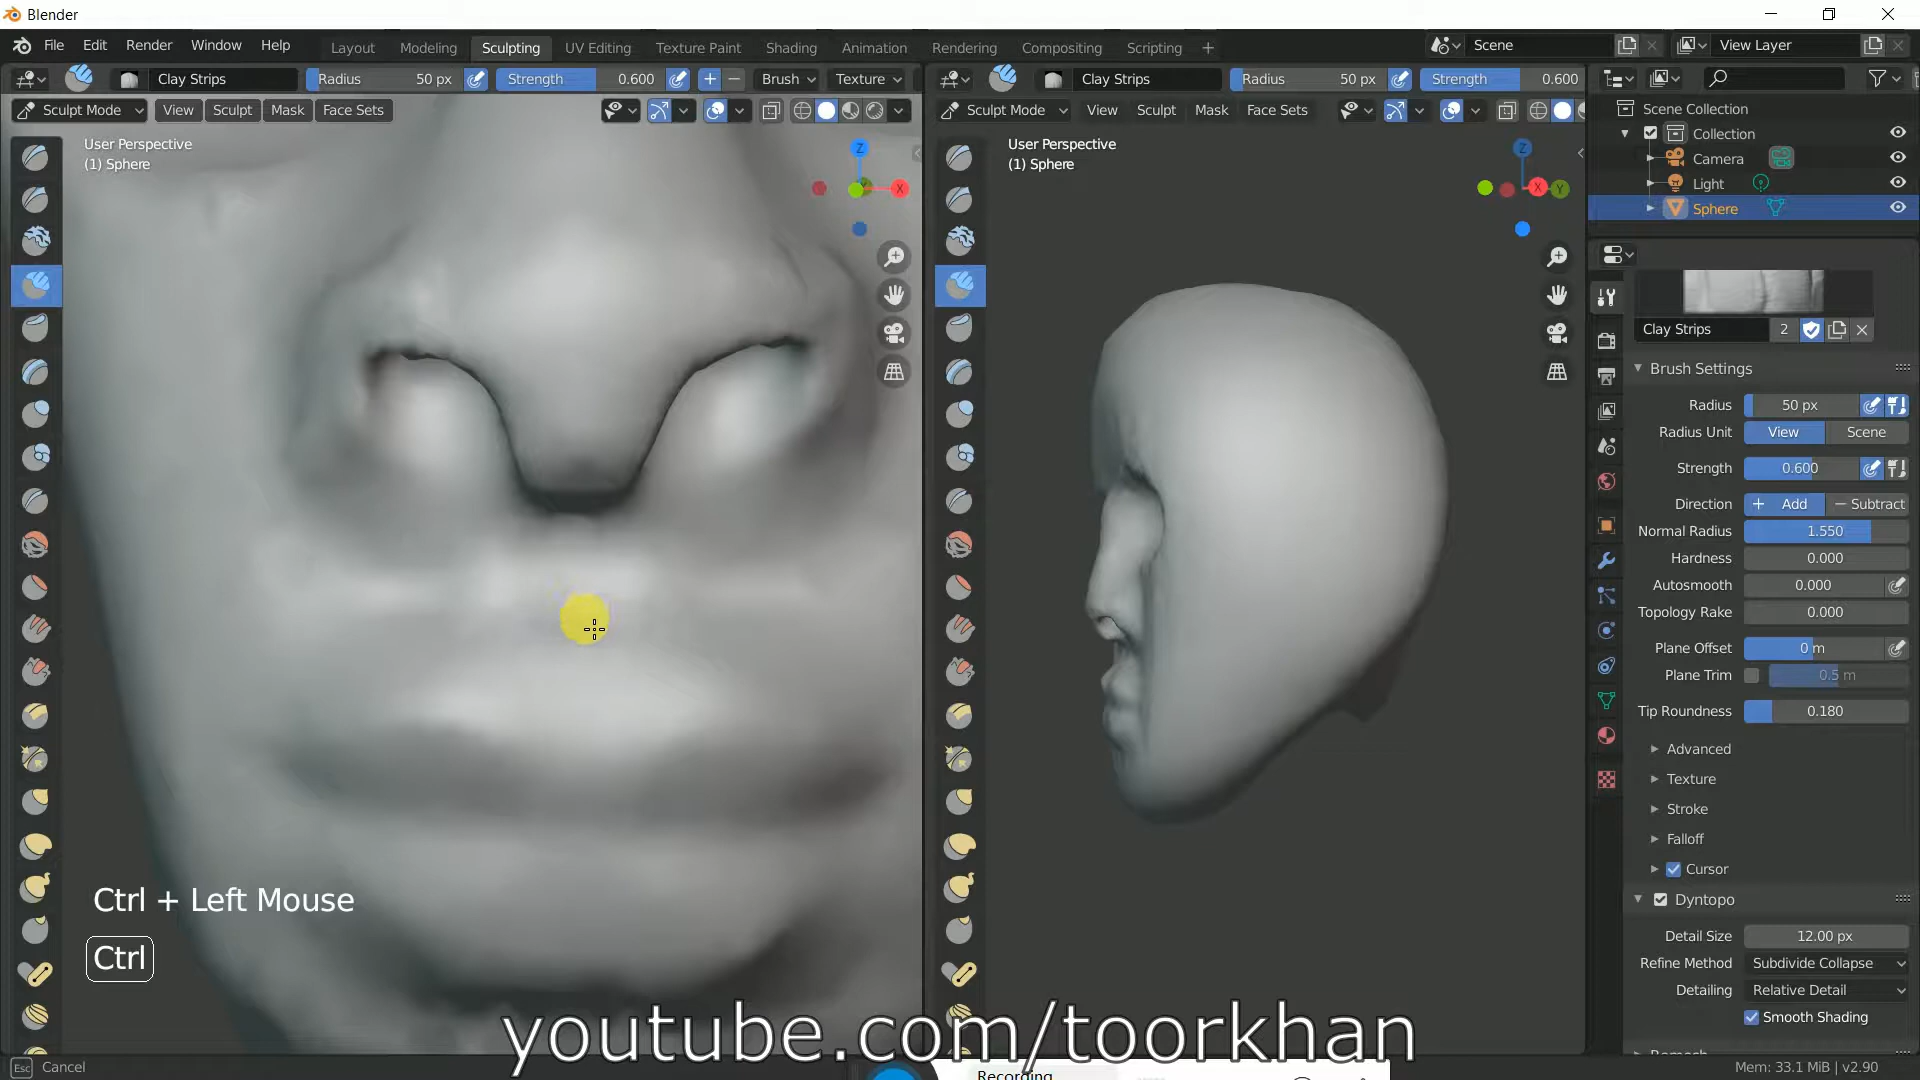 Blender
File Edit Render Window Help Layout Modeling Sculpting UV Editing Texture Paint Shading Animation Rendering Compositing Scripting + Scene View Layer
Clay Strips Radius 50 px Strength 0.600 Brush Texture Clay Strips Radius 50 px Strength 0.600
Sculpt Mode View Sculpt Mask Face Sets Sculpt Mode View Sculpt Mask Face Sets
User Perspective
(1) Sphere
Z
X
User Perspective
(1) Sphere
Z
X
Y
Scene Collection
Collection
Camera
Light
Sphere
Clay Strips 2
Brush Settings
Radius 50 px
Radius Unit View Scene
Strength 0.600
Direction + Add − Subtract
Normal Radius 1.550
Hardness 0.000
Autosmooth 0.000
Topology Rake 0.000
Plane Offset 0 m
Plane Trim 0.5 m
Tip Roundness 0.180
Advanced
Texture
Stroke
Falloff
Cursor
Dyntopo
Detail Size 12.00 px
Refine Method Subdivide Collapse
Detailing Relative Detail
Smooth Shading
Ctrl + Left Mouse
Ctrl
youtube.com/toorkhan
Esc Cancel
Recording
Mem: 33.1 MiB | v2.90